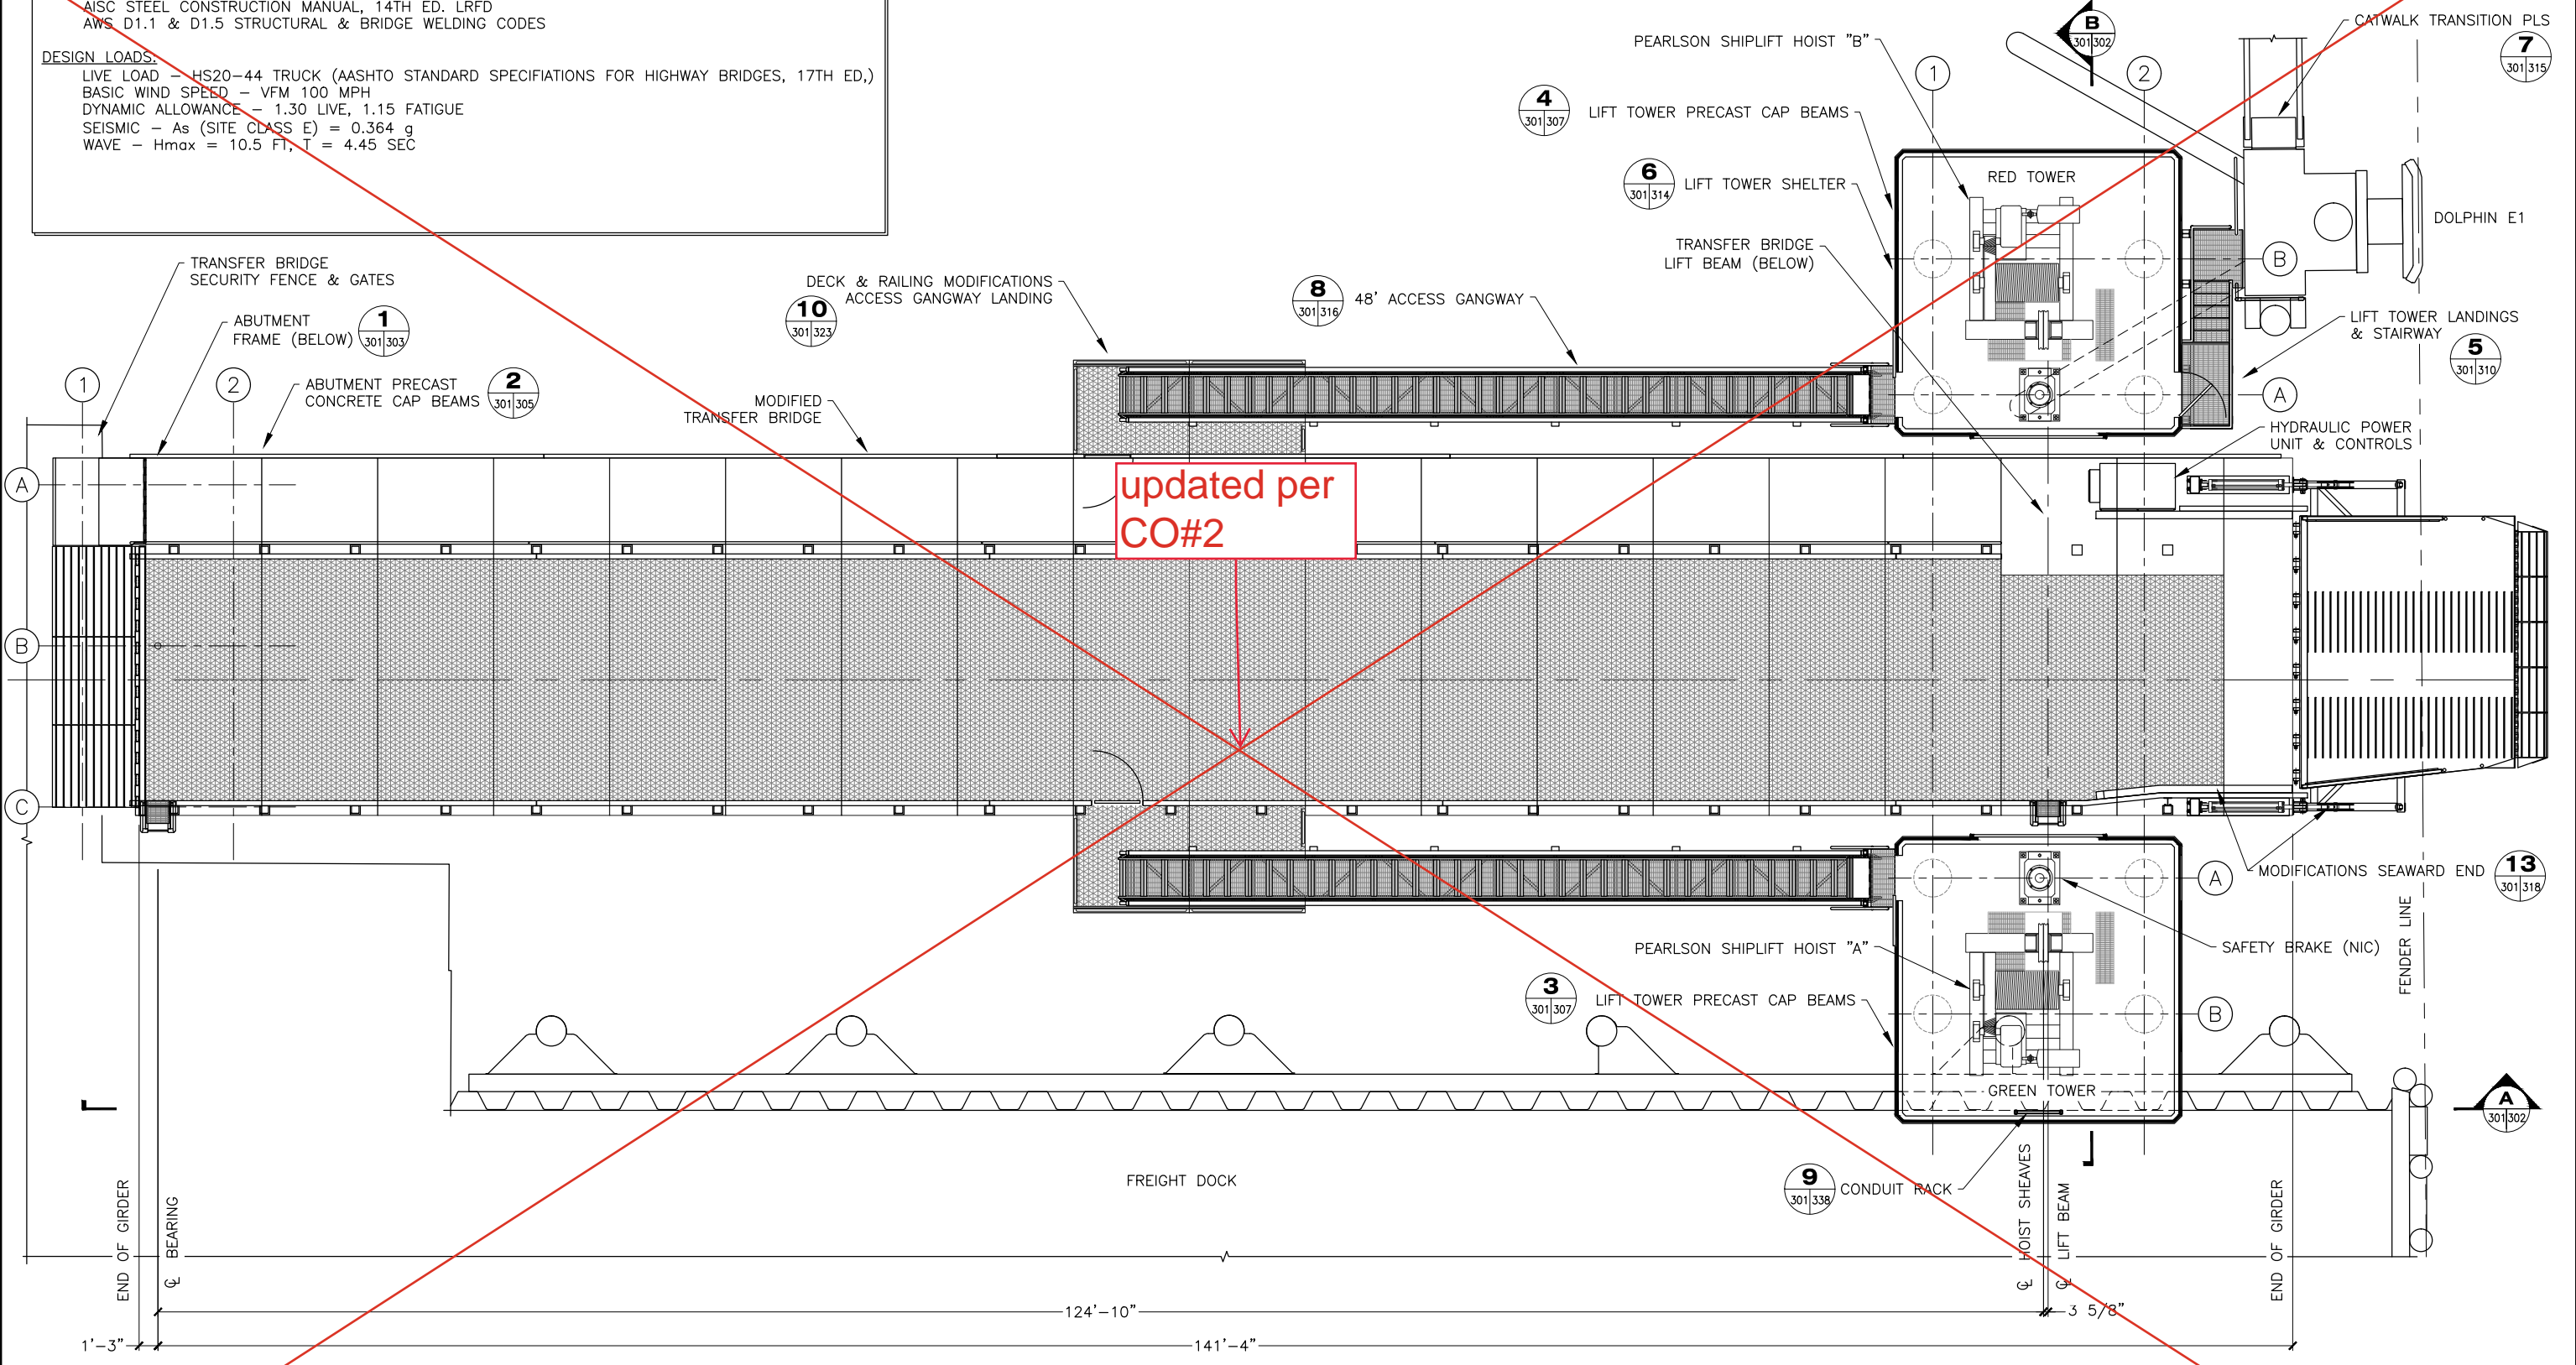 AISC STEEL CONSTRUCTION MANUAL, 14TH ED. LRFD
AWS D1.1 & D1.5 STRUCTURAL & BRIDGE WELDING CODES
DESIGN LOADS:
LIVE LOAD – HS20–44 TRUCK (AASHTO STANDARD SPECIFIATIONS FOR HIGHWAY BRIDGES, 17TH ED,)
BASIC WIND SPEED – VFM 100 MPH
DYNAMIC ALLOWANCE – 1.30 LIVE, 1.15 FATIGUE
SEISMIC – As (SITE CLASS E) = 0.364 g
WAVE – Hmax = 10.5 FT, T = 4.45 SEC
PEARLSON SHIPLIFT HOIST "B"
B
301 302
CATWALK TRANSITION PLS
7
301 315
1
2
4
301 307
LIFT TOWER PRECAST CAP BEAMS
6
301 314
LIFT TOWER SHELTER
RED TOWER
DOLPHIN E1
TRANSFER BRIDGE
LIFT BEAM (BELOW)
B
TRANSFER BRIDGE
SECURITY FENCE & GATES
DECK & RAILING MODIFICATIONS
ACCESS GANGWAY LANDING
10
301 323
8
301 316
48' ACCESS GANGWAY
ABUTMENT
FRAME (BELOW)
1
301 303
LIFT TOWER LANDINGS
& STAIRWAY
5
301 310
1
2
ABUTMENT PRECAST
CONCRETE CAP BEAMS
2
301 305
MODIFIED
TRANSFER BRIDGE
A
HYDRAULIC POWER
UNIT & CONTROLS
A
updated per
CO#2
B
C
A
MODIFICATIONS SEAWARD END
13
301 318
FENDER LINE
PEARLSON SHIPLIFT HOIST "A"
SAFETY BRAKE (NIC)
3
301 307
LIFT TOWER PRECAST CAP BEAMS
B
GREEN TOWER
A
301 302
FREIGHT DOCK
9
301 338
CONDUIT RACK
END OF GIRDER
℄ BEARING
℄ HOIST SHEAVES
℄ LIFT BEAM
END OF GIRDER
124'–10"
3 5/8"
1'–3"
141'–4"